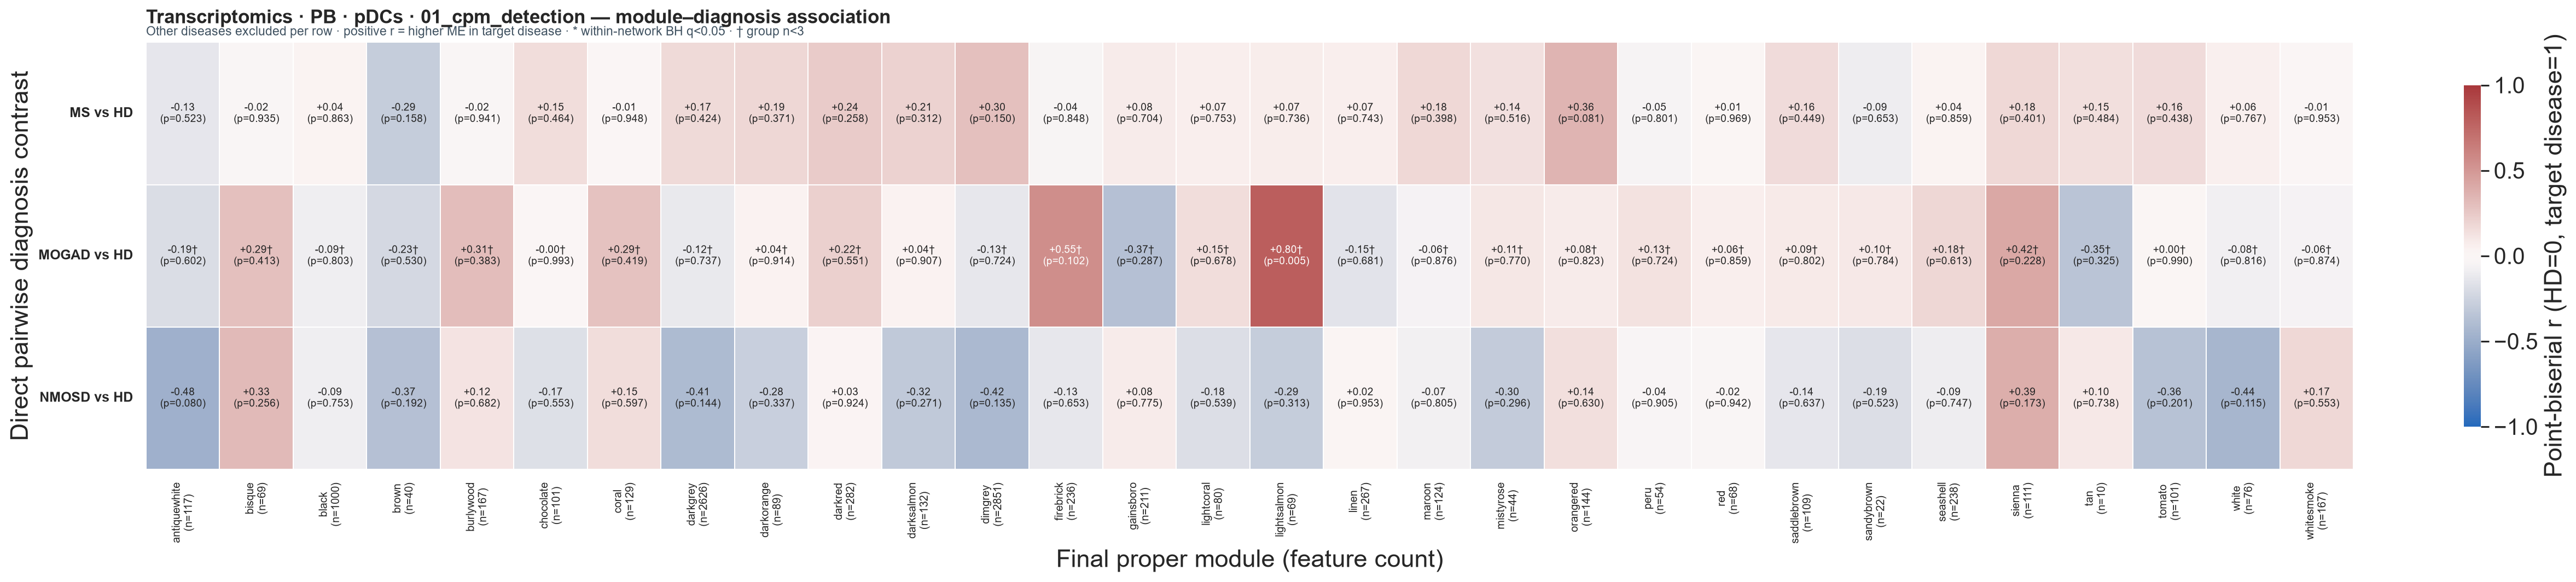 Transcriptomics · PB · pDCs · 01_cpm_detection — module–diagnosis association
Other diseases excluded per row · positive r = higher ME in target disease · * within-network BH q<0.05 · † group n<3
Direct pairwise diagnosis contrast
MS vs HD
-0.13 -0.02 +0.04 -0.29 -0.02 +0.15 -0.01 +0.17 +0.19 +0.24 +0.21 +0.30 -0.04 +0.08 +0.07 +0.07 +0.07 +0.18 +0.14 +0.36 -0.05 +0.01 +0.16 -0.09 +0.04 +0.18 +0.15 +0.16 +0.06 -0.01
(p=0.523) (p=0.935) (p=0.863) (p=0.158) (p=0.941) (p=0.464) (p=0.948) (p=0.424) (p=0.371) (p=0.258) (p=0.312) (p=0.150) (p=0.848) (p=0.704) (p=0.753) (p=0.736) (p=0.743) (p=0.398) (p=0.516) (p=0.081) (p=0.801) (p=0.969) (p=0.449) (p=0.653) (p=0.859) (p=0.401) (p=0.484) (p=0.438) (p=0.767) (p=0.953)
MOGAD vs HD
-0.19† +0.29† -0.09† -0.23† +0.31† -0.00† +0.29† -0.12† +0.04† +0.22† +0.04† -0.13† +0.55† -0.37† +0.15† +0.80† -0.15† -0.06† +0.11† +0.08† +0.13† +0.06† +0.09† +0.10† +0.18† +0.42† -0.35† +0.00† -0.08† -0.06†
(p=0.602) (p=0.413) (p=0.803) (p=0.530) (p=0.383) (p=0.993) (p=0.419) (p=0.737) (p=0.914) (p=0.551) (p=0.907) (p=0.724) (p=0.102) (p=0.287) (p=0.678) (p=0.005) (p=0.681) (p=0.876) (p=0.770) (p=0.823) (p=0.724) (p=0.859) (p=0.802) (p=0.784) (p=0.613) (p=0.228) (p=0.325) (p=0.990) (p=0.816) (p=0.874)
NMOSD vs HD
-0.48 +0.33 -0.09 -0.37 +0.12 -0.17 +0.15 -0.41 -0.28 +0.03 -0.32 -0.42 -0.13 +0.08 -0.18 -0.29 +0.02 -0.07 -0.30 +0.14 -0.04 -0.02 -0.14 -0.19 -0.09 +0.39 +0.10 -0.36 -0.44 +0.17
(p=0.080) (p=0.256) (p=0.753) (p=0.192) (p=0.682) (p=0.553) (p=0.597) (p=0.144) (p=0.337) (p=0.924) (p=0.271) (p=0.135) (p=0.653) (p=0.775) (p=0.539) (p=0.313) (p=0.953) (p=0.805) (p=0.296) (p=0.630) (p=0.905) (p=0.942) (p=0.637) (p=0.523) (p=0.747) (p=0.173) (p=0.738) (p=0.201) (p=0.115) (p=0.553)
antiquewhite
(n=117)
bisque
(n=69)
black
(n=1000)
brown
(n=40)
burlywood
(n=167)
chocolate
(n=101)
coral
(n=129)
darkgrey
(n=2626)
darkorange
(n=89)
darkred
(n=282)
darksalmon
(n=132)
dimgrey
(n=2851)
firebrick
(n=236)
gainsboro
(n=211)
lightcoral
(n=80)
lightsalmon
(n=69)
linen
(n=267)
maroon
(n=124)
mistyrose
(n=44)
orangered
(n=144)
peru
(n=54)
red
(n=68)
saddlebrown
(n=109)
sandybrown
(n=22)
seashell
(n=238)
sienna
(n=111)
tan
(n=10)
tomato
(n=101)
white
(n=76)
whitesmoke
(n=167)
Final proper module (feature count)
1.0
0.5
0.0
−0.5
−1.0
Point-biserial r (HD=0, target disease=1)